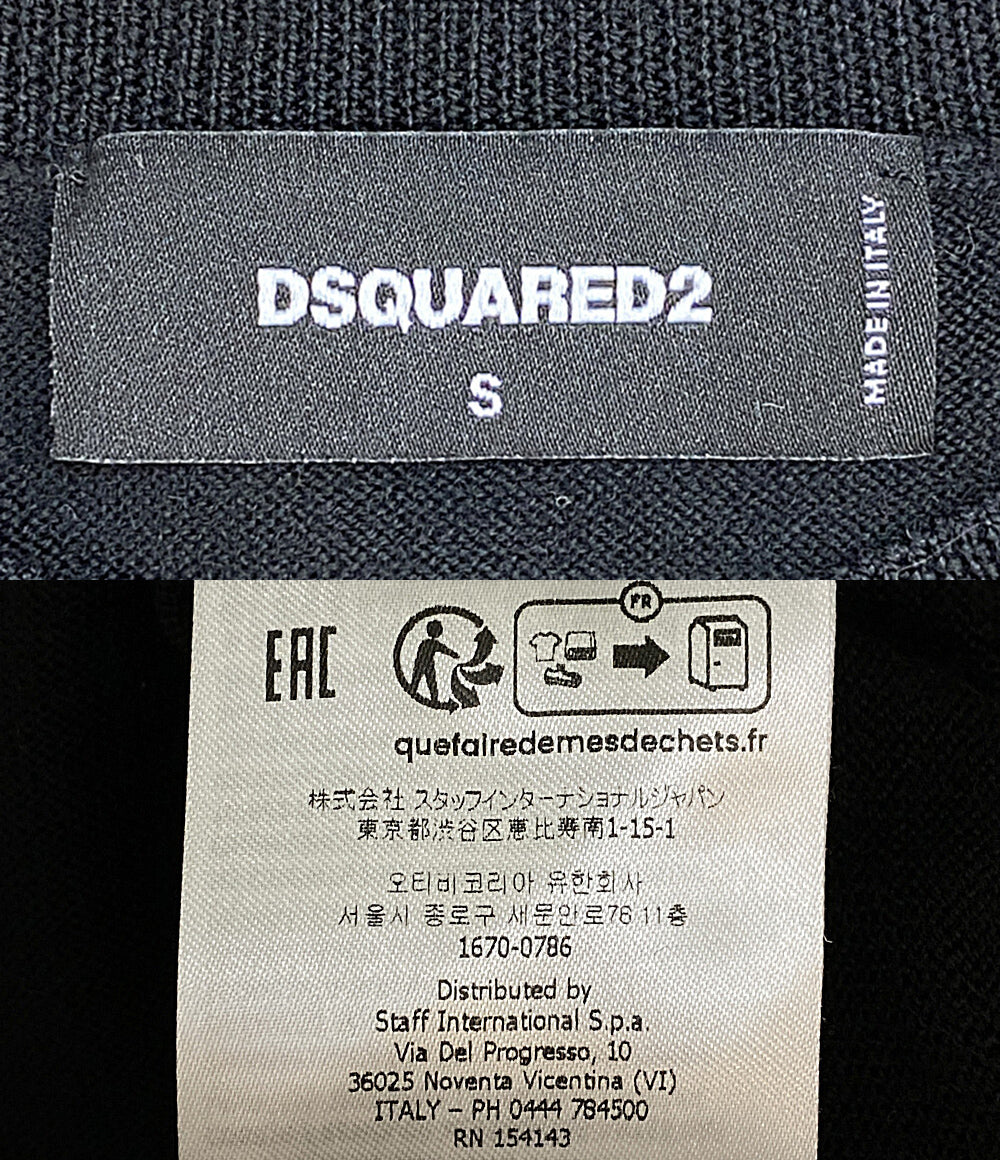 DSQUARED2
S
MADE IN ITALY
EAC
FR
quefairedemesdechets.fr
株式会社 スタッフインターナショナルジャパン
東京都渋谷区恵比寿南1-15-1
오티비코리아 유한회사
서울시 종로구 새문안로76 11층
1670-0786
Distributed by
Staff International S.p.a.
Via Del Progresso, 10
36025 Noventa Vicentina (VI)
ITALY – PH 0444 784500
RN 154143